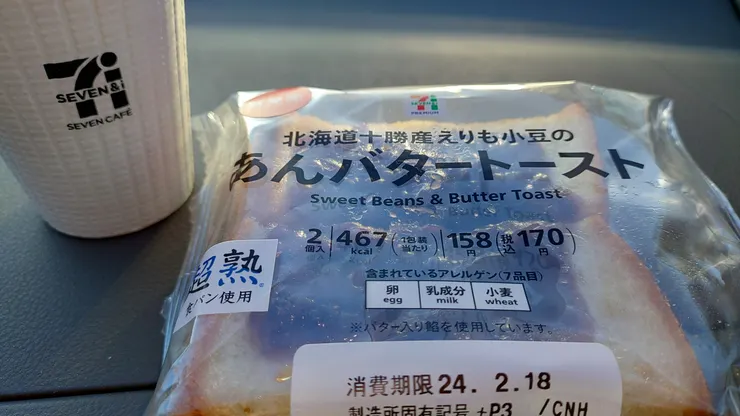 7i
SEVEN&i
SEVEN CAFÉ
7i
PREMIUM
北海道十勝産えりも小豆の
あんバタートースト
Sweet Beans & Butter Toast
2個入 467kcal (1包装当たり) 158円 (税込170円)
含まれているアレルゲン(7品目)
卵 乳成分 小麦
egg milk wheat
超熟®
食パン使用
※バター入り餡を使用しています。
消費期限 24. 2.18
製造所固有記号 +P3 /CNH